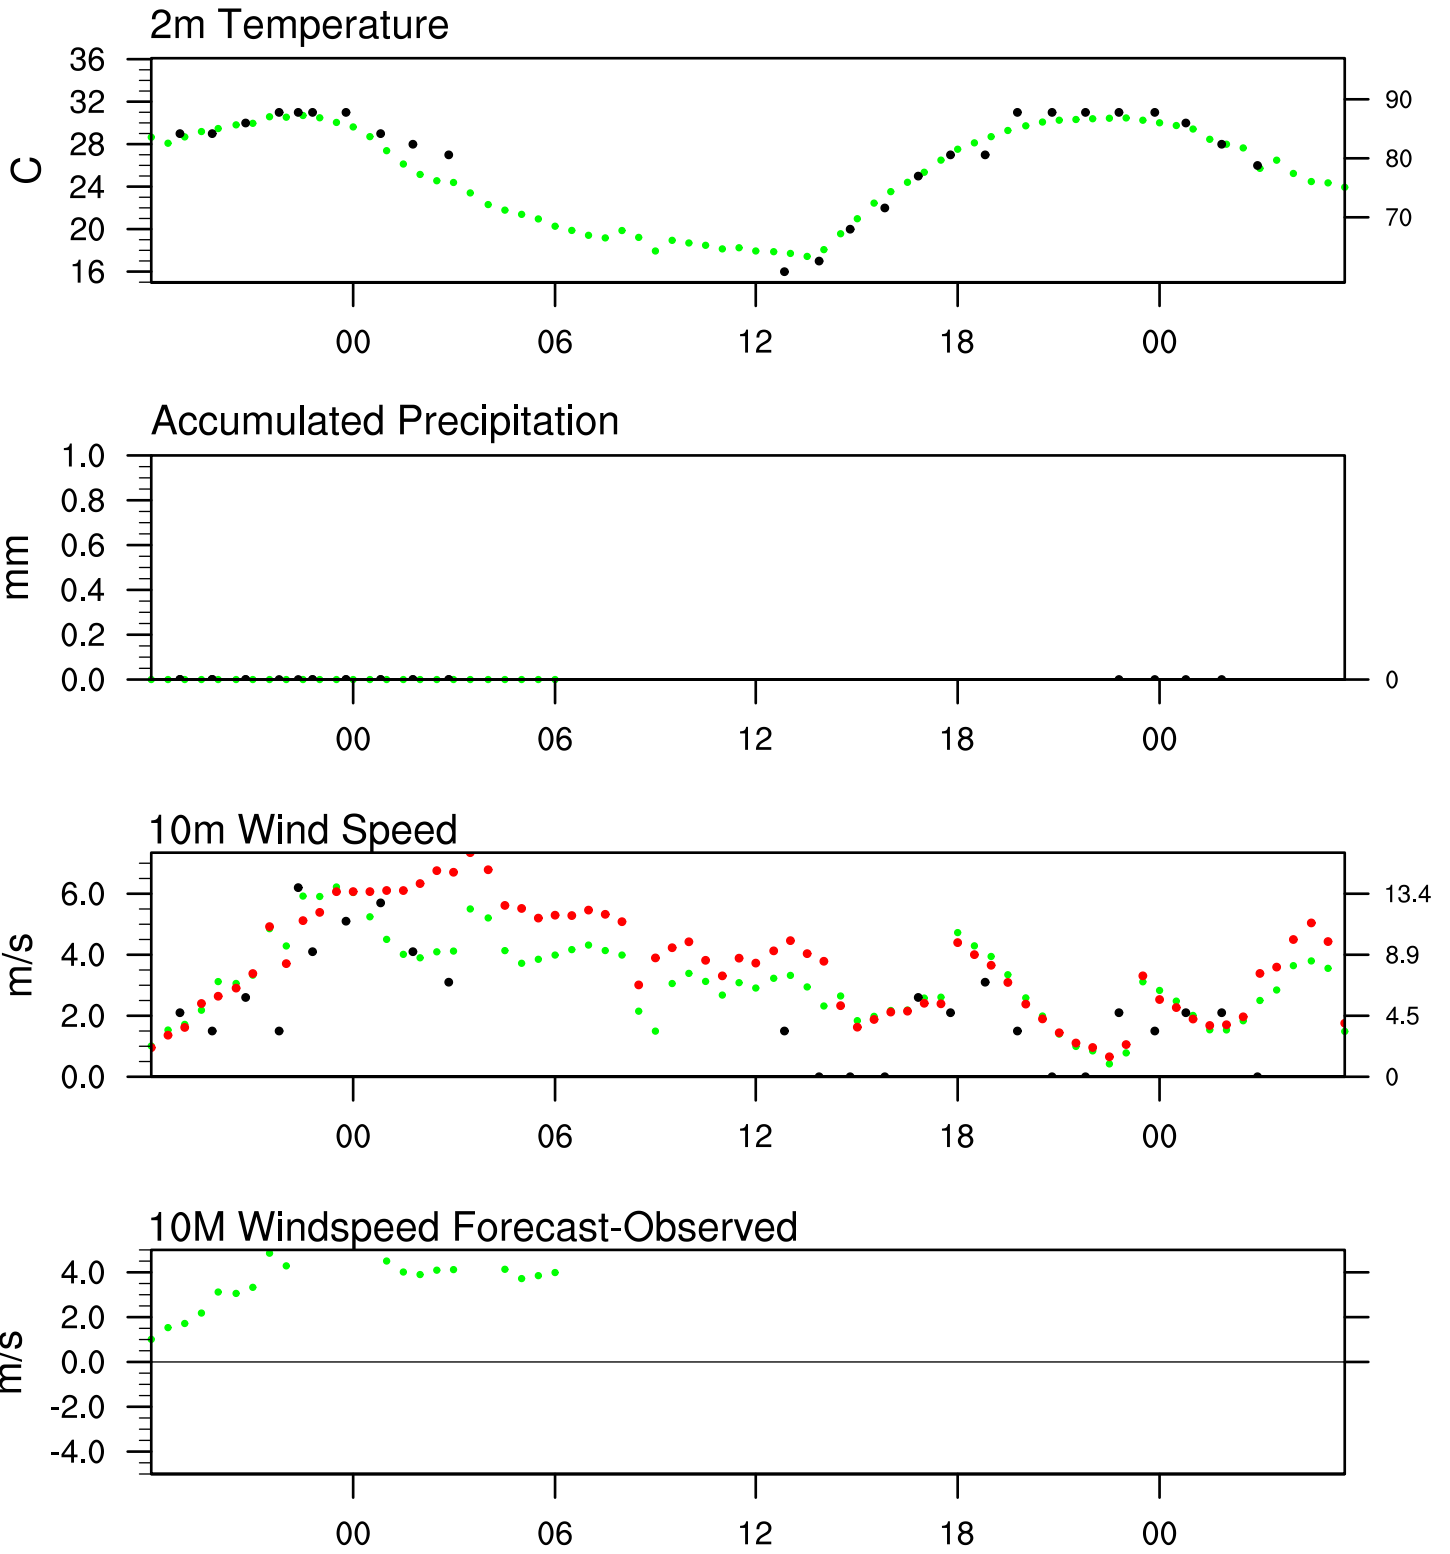 2m Temperature
36
32
28
24
20
16
C
90
80
70
00 06 12 18 00
Accumulated Precipitation
1.0
0.8
0.6
0.4
0.2
0.0
mm
0
00 06 12 18 00
10m Wind Speed
6.0
4.0
2.0
0.0
m/s
13.4
8.9
4.5
0
00 06 12 18 00
10M Windspeed Forecast-Observed
4.0
2.0
0.0
-2.0
-4.0
m/s
00 06 12 18 00